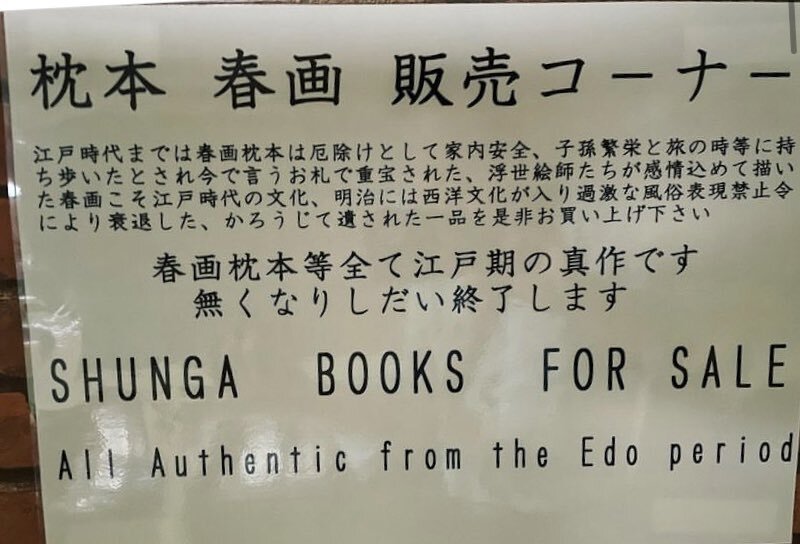 枕本 春画 販売コーナー
江戸時代までは春画枕本は厄除けとして家内安全、子孫繁栄と旅の時等に持
ち歩いたとされ今で言うお札で重宝された、浮世絵師たちが感情込めて描い
た春画こそ江戸時代の文化、明治には西洋文化が入り過激な風俗表現禁止令
により衰退した、かろうじて遺された一品を是非お買い上げ下さい
春画枕本等全て江戸期の真作です
無くなりしだい終了します
SHUNGA BOOKS FOR SALE
All Authentic from the Edo period